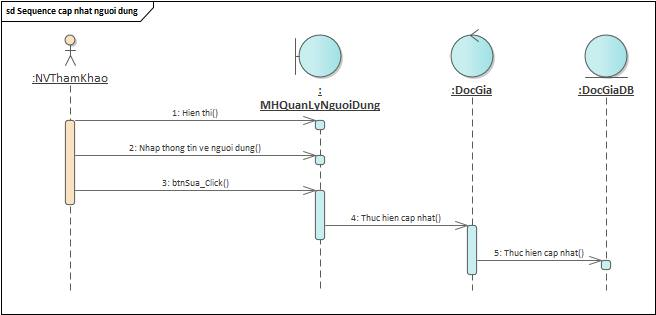 sd Sequence cap nhat nguoi dung
:NVThamKhao
:
MHQuanLyNguoiDung
:DocGia
:DocGiaDB
1: Hien thi()
2: Nhap thong tin ve nguoi dung()
3: btnSua_Click()
4: Thuc hien cap nhat()
5: Thuc hien cap nhat()